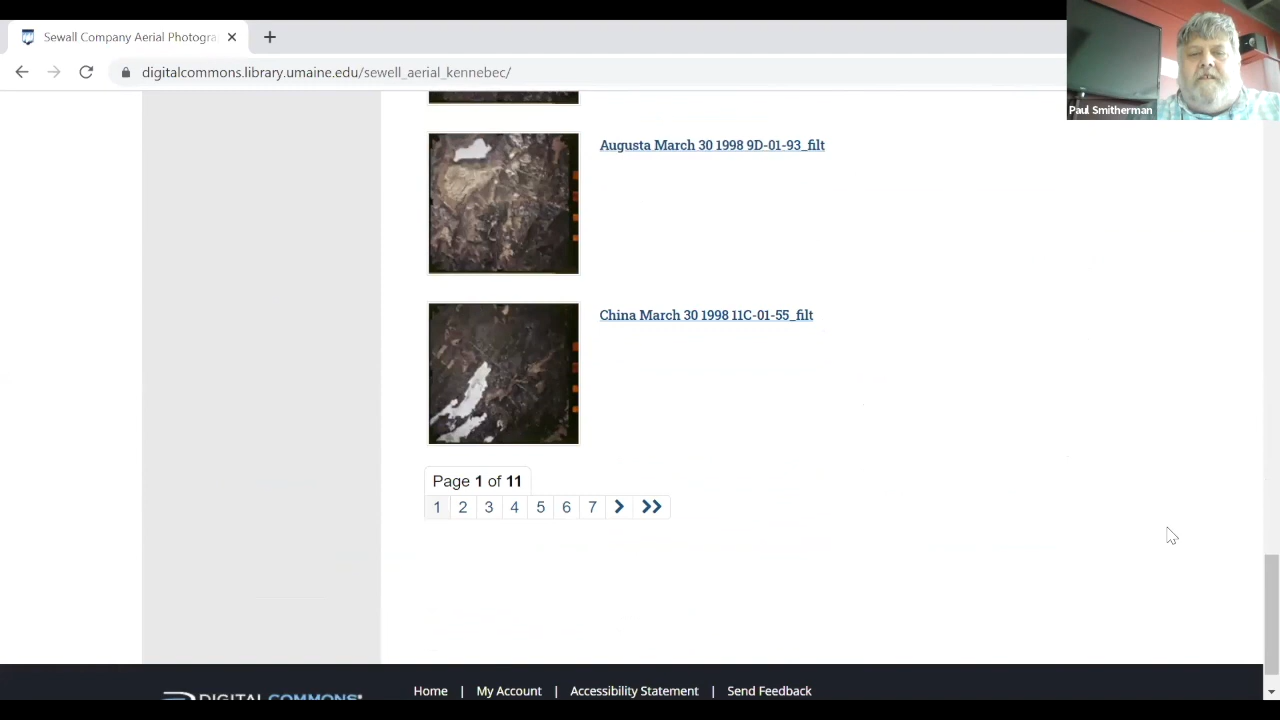 Sewall Company Aerial Photogra
digitalcommons.library.umaine.edu/sewell_aerial_kennebec/
Paul Smitherman
Augusta March 30 1998 9D-01-93_filt
China March 30 1998 11C-01-55_filt
Page 1 of 11
1 2 3 4 5 6 7
DIGITAL COMMONS
Home | My Account | Accessibility Statement | Send Feedback